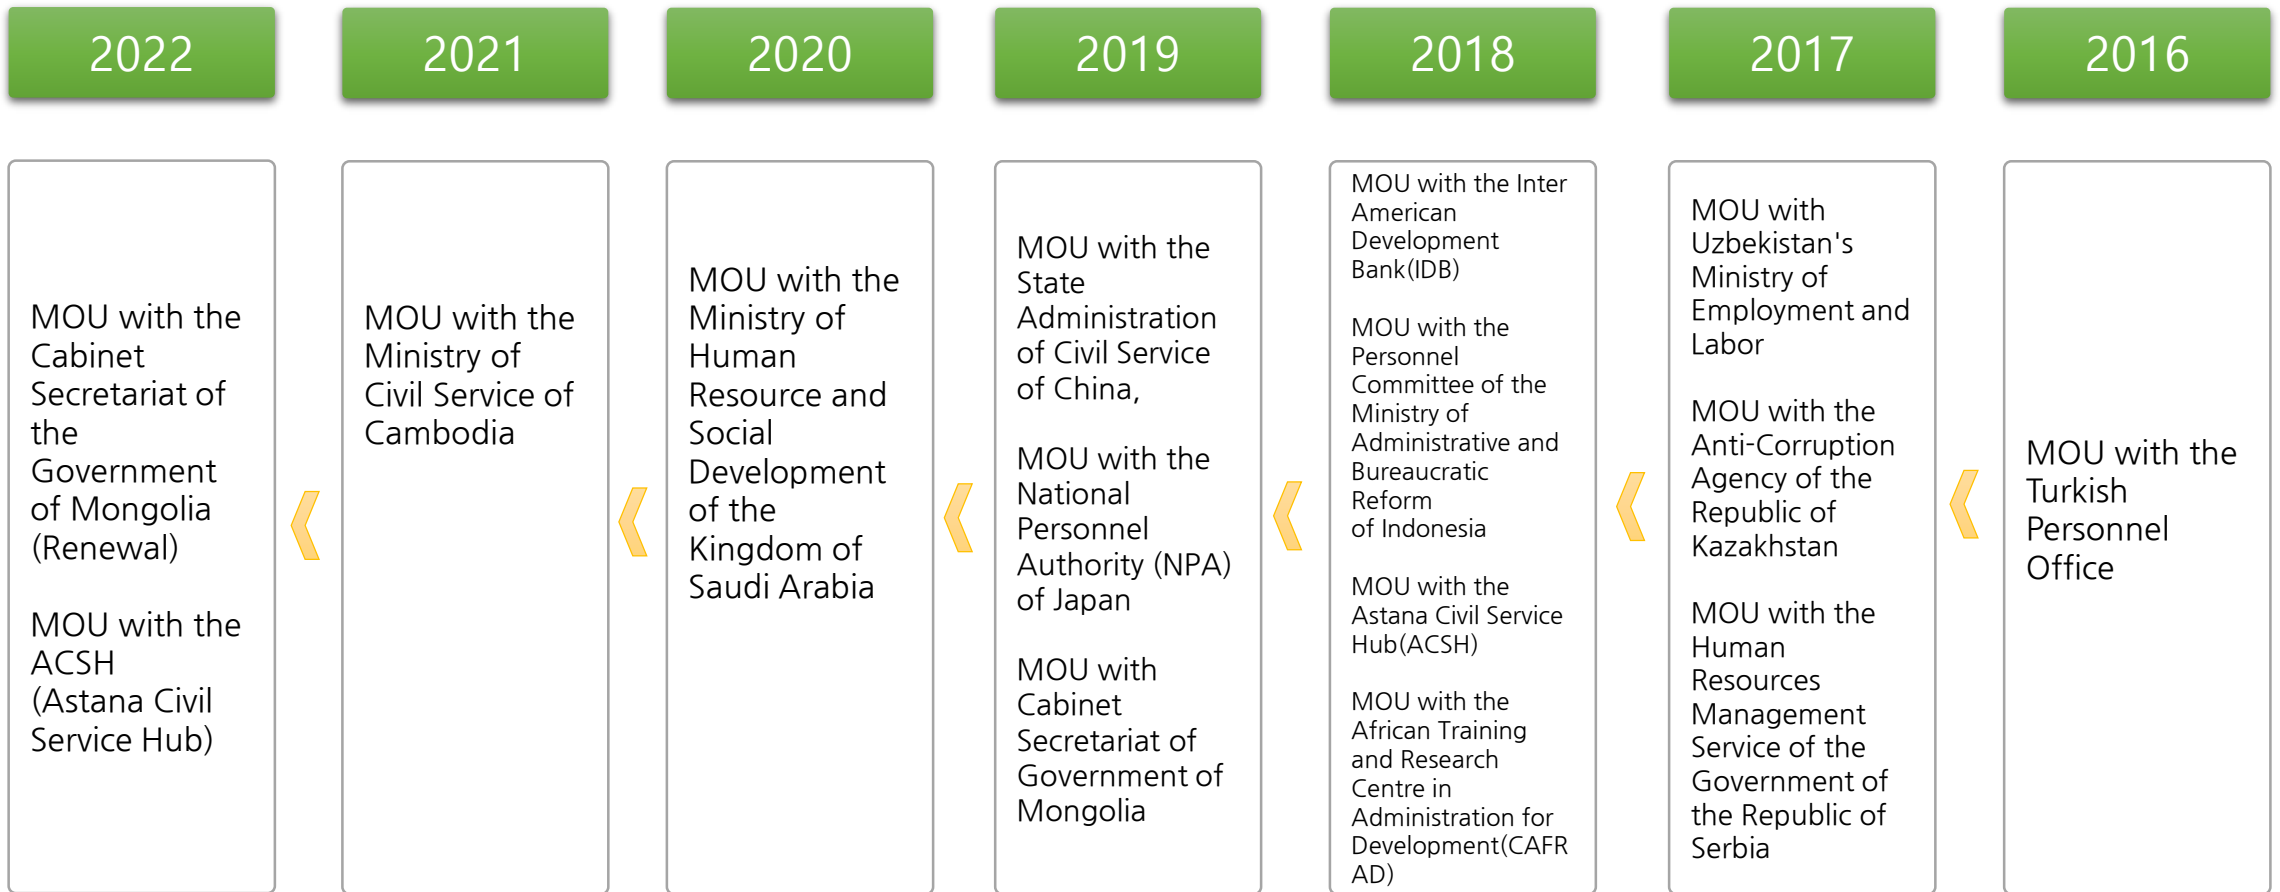 2022
2021
2020
2019
2018
2017
2016
MOU with the
Cabinet
Secretariat of
the
Government
of Mongolia
(Renewal)
MOU with the
ACSH
(Astana Civil
Service Hub)
MOU with the
Ministry of
Civil Service of
Cambodia
MOU with the
Ministry of
Human
Resource and
Social
Development
of the
Kingdom of
Saudi Arabia
MOU with the
State
Administration
of Civil Service
of China,
MOU with the
National
Personnel
Authority (NPA)
of Japan
MOU with
Cabinet
Secretariat of
Government of
Mongolia
MOU with the Inter
American
Development
Bank(IDB)
MOU with the
Personnel
Committee of the
Ministry of
Administrative and
Bureaucratic
Reform
of Indonesia
MOU with the
Astana Civil Service
Hub(ACSH)
MOU with the
African Training
and Research
Centre in
Administration for
Development(CAFR
AD)
MOU with
Uzbekistan's
Ministry of
Employment and
Labor
MOU with the
Anti-Corruption
Agency of the
Republic of
Kazakhstan
MOU with the
Human
Resources
Management
Service of the
Government of
the Republic of
Serbia
MOU with the
Turkish
Personnel
Office